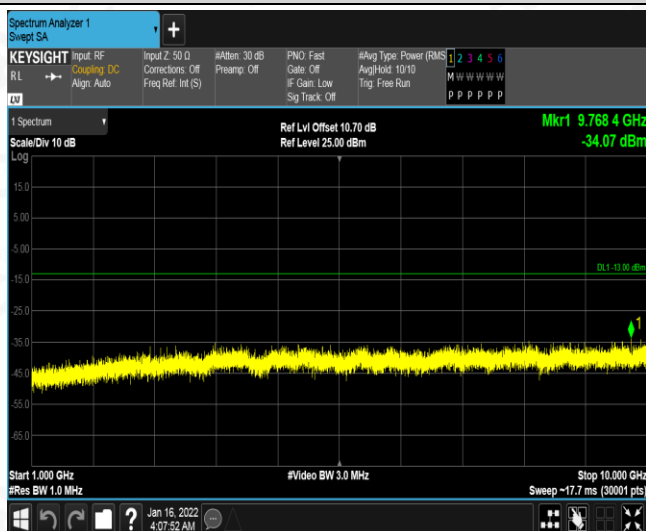 Spectrum Analyzer 1
Swept SA
+
KEYSIGHT Input: RF Input Z: 50 Ω #Atten: 30 dB PNO: Fast #Avg Type: Power (RMS 1 2 3 4 5 6
RL Coupling: DC Corrections: Off Preamp: Off Gate: Off Avg|Hold: 10/10 M W W W W W
Align: Auto Freq Ref: Int (S) IF Gain: Low Trig: Free Run
LXI Sig Track: Off P P P P P P
1 Spectrum Ref Lvl Offset 10.70 dB Mkr1 9.768 4 GHz
Scale/Div 10 dB Ref Level 25.00 dBm -34.07 dBm
Log
15.0
5.00
-5.00
DL1 -13.00 dBm
-15.0
-25.0
1
-35.0
-45.0
-55.0
-65.0
Start 1.000 GHz #Video BW 3.0 MHz Stop 10.000 GHz
#Res BW 1.0 MHz Sweep ~17.7 ms (30001 pts)
? Jan 16, 2022
4:07:52 AM